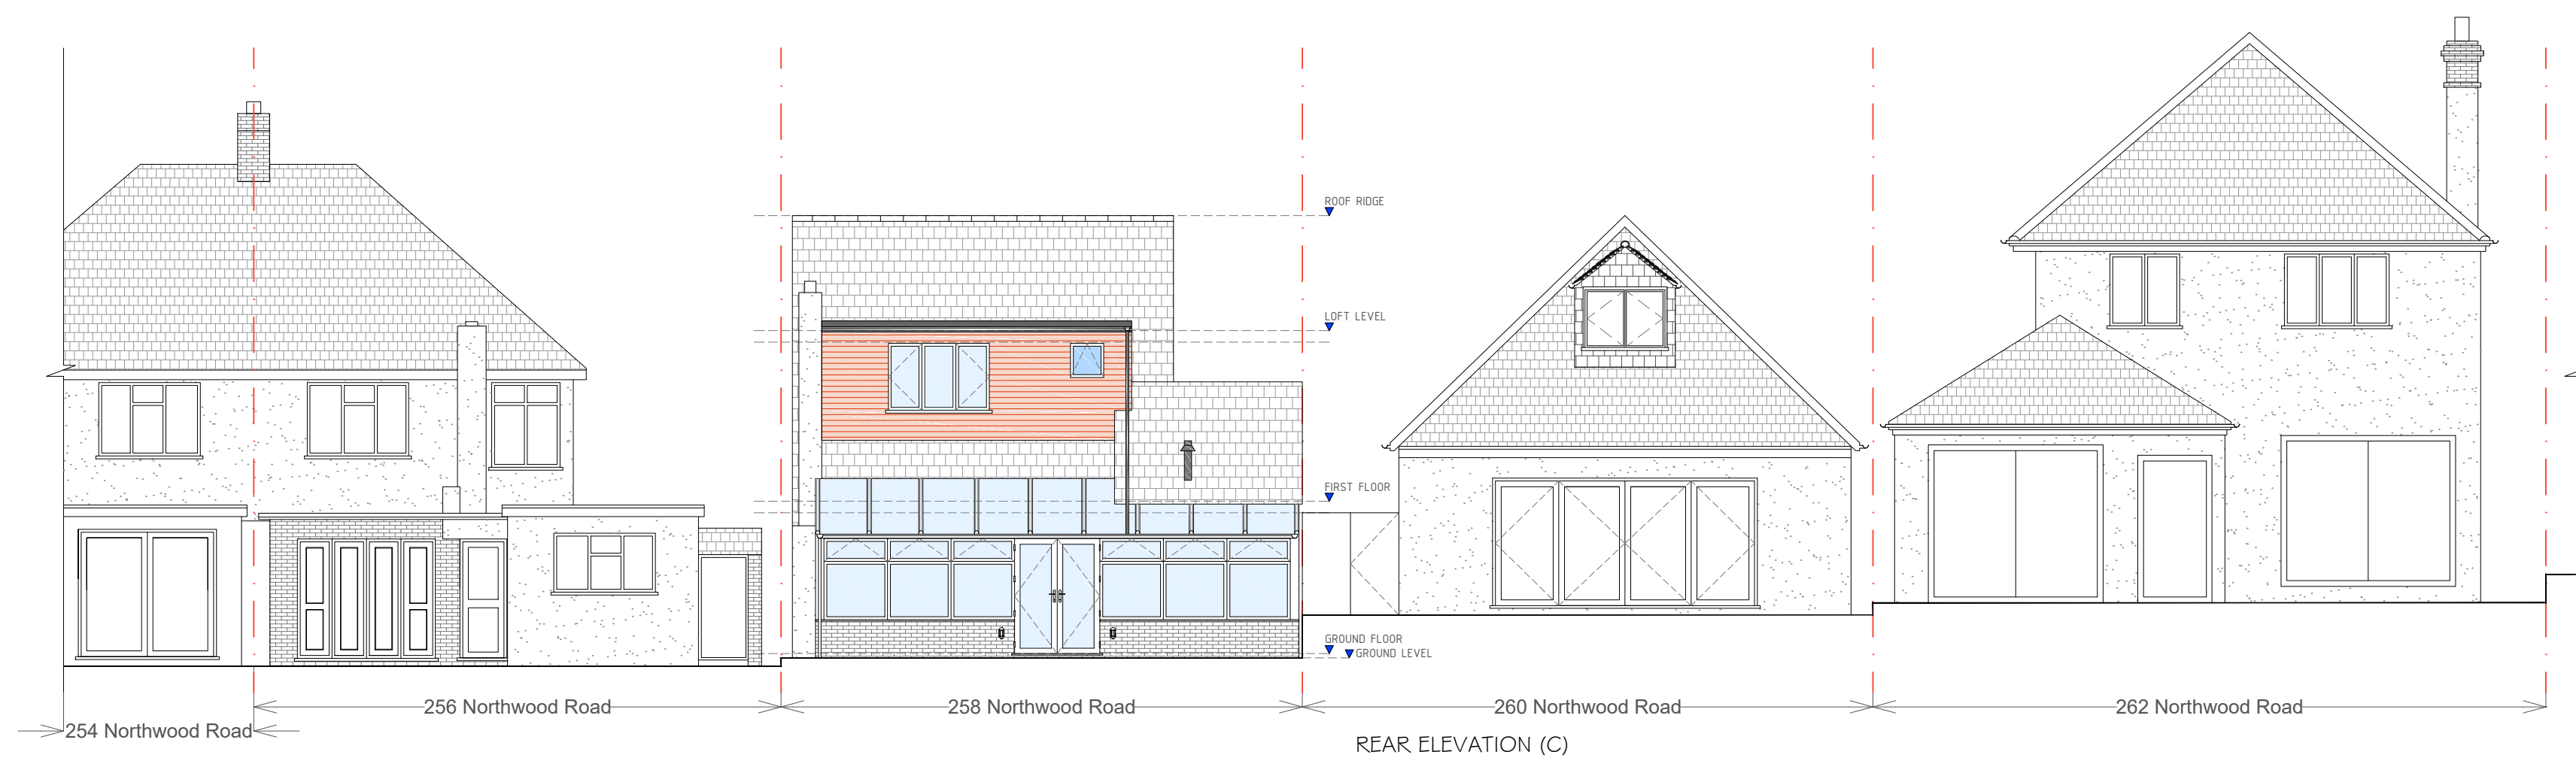 ROOF RIDGE
LOFT LEVEL
FIRST FLOOR
GROUND FLOOR
GROUND LEVEL
256 Northwood Road
258 Northwood Road
260 Northwood Road
262 Northwood Road
254 Northwood Road
REAR ELEVATION (C)